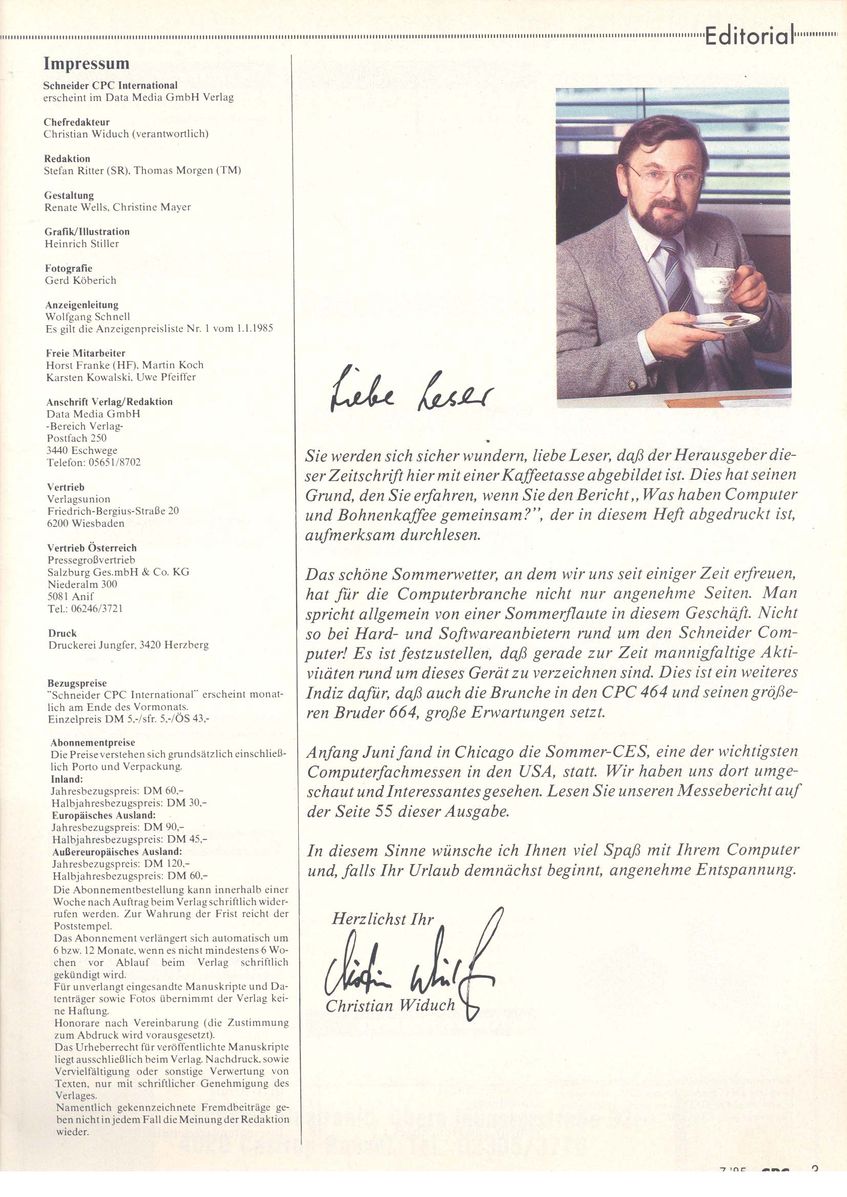 Editorial
Impressum
Schneider CPC International
erscheint im Data Media GmbH Verlag
Chefredakteur
Christian Widuch (verantwortlich)
Redaktion
Stefan Ritter (SR), Thomas Morgen (TM)
Gestaltung
Renate Wells, Christine Mayer
Grafik/Illustration
Heinrich Stiller
Fotografie
Gerd Köberich
Anzeigenleitung
Wolfgang Schnell
Es gilt die Anzeigenpreisliste Nr. 1 vom 1.1.1985
Freie Mitarbeiter
Horst Franke (HF), Martin Koch
Karsten Kowalski, Uwe Pfeiffer
Anschrift Verlag/Redaktion
Data Media GmbH
-Bereich Verlag-
Postfach 250
3440 Eschwege
Telefon: 05651/8702
Vertrieb
Verlagsunion
Friedrich-Bergius-Straße 20
6200 Wiesbaden
Vertrieb Österreich
Pressegroßvertrieb
Salzburg Ges.mbH & Co. KG
Niederalm 300
5081 Anif
Tel.: 06246/3721
Druck
Druckerei Jungfer, 3420 Herzberg
Bezugspreise
"Schneider CPC International" erscheint monat-
lich am Ende des Vormonats.
Einzelpreis DM 5,-/sfr. 5,-/ÖS 43,-
Abonnementpreise
Die Preise verstehen sich grundsätzlich einschließ-
lich Porto und Verpackung.
Inland:
Jahresbezugspreis: DM 60,-
Halbjahresbezugspreis: DM 30,-
Europäisches Ausland:
Jahresbezugspreis: DM 90,-
Halbjahresbezugspreis: DM 45,-
Außereuropäisches Ausland:
Jahresbezugspreis: DM 120,-
Halbjahresbezugspreis: DM 60,-
Die Abonnementbestellung kann innerhalb einer
Woche nach Auftrag beim Verlag schriftlich wider-
rufen werden. Zur Wahrung der Frist reicht der
Poststempel.
Das Abonnement verlängert sich automatisch um
6 bzw. 12 Monate, wenn es nicht mindestens 6 Wo-
chen vor Ablauf beim Verlag schriftlich
gekündigt wird.
Für unverlangt eingesandte Manuskripte und Da-
tenträger sowie Fotos übernimmt der Verlag kei-
ne Haftung.
Honorare nach Vereinbarung (die Zustimmung
zum Abdruck wird vorausgesetzt).
Das Urheberrecht für veröffentlichte Manuskripte
liegt ausschließlich beim Verlag. Nachdruck, sowie
Vervielfältigung oder sonstige Verwertung von
Texten, nur mit schriftlicher Genehmigung des
Verlages.
Namentlich gekennzeichnete Fremdbeiträge ge-
ben nicht in jedem Fall die Meinung der Redaktion
wieder.
Liebe Leser
Sie werden sich sicher wundern, liebe Leser, daß der Herausgeber die-
ser Zeitschrift hier mit einer Kaffeetasse abgebildet ist. Dies hat seinen
Grund, den Sie erfahren, wenn Sie den Bericht ,,Was haben Computer
und Bohnenkaffee gemeinsam?", der in diesem Heft abgedruckt ist,
aufmerksam durchlesen.
Das schöne Sommerwetter, an dem wir uns seit einiger Zeit erfreuen,
hat für die Computerbranche nicht nur angenehme Seiten. Man
spricht allgemein von einer Sommerflaute in diesem Geschäft. Nicht
so bei Hard- und Softwareanbietern rund um den Schneider Com-
puter! Es ist festzustellen, daß gerade zur Zeit mannigfaltige Akti-
vitäten rund um dieses Gerät zu verzeichnen sind. Dies ist ein weiteres
Indiz dafür, daß auch die Brunche in den CPC 464 und seinen größe-
ren Bruder 664, große Erwartungen setzt.
Anfang Juni fand in Chicago die Sommer-CES, eine der wichtigsten
Computerfachmessen in den USA, statt. Wir haben uns dort umge-
schaut und Interessantes gesehen. Lesen Sie unseren Messebericht auf
der Seite 55 dieser Ausgabe.
In diesem Sinne wünsche ich Ihnen viel Spaß mit Ihrem Computer
und, falls Ihr Urlaub demnächst beginnt, angenehme Entspannung.
Herzlichst Ihr
Christian Widuch
Christian Widuch
7'85 CPC 3